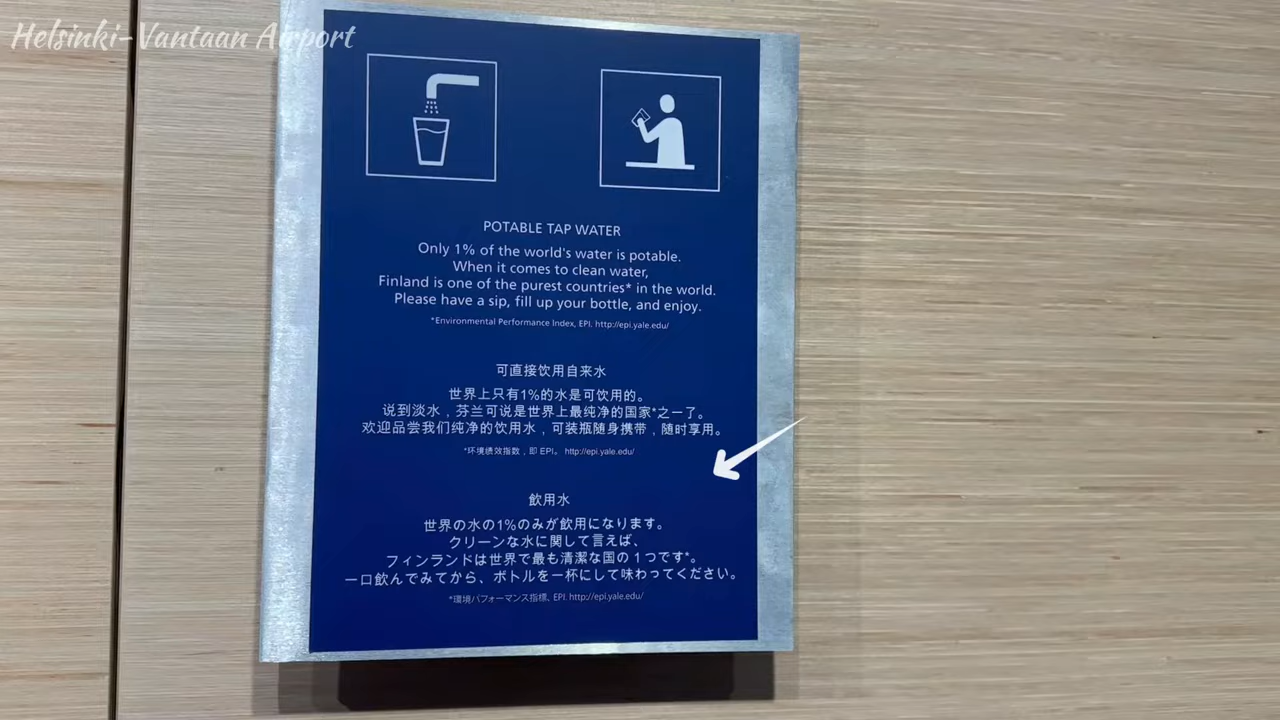 Helsinki-Vantaan Airport
POTABLE TAP WATER
Only 1% of the world's water is potable.
When it comes to clean water,
Finland is one of the purest countries* in the world.
Please have a sip, fill up your bottle, and enjoy.
*Environmental Performance Index, EPI. http://epi.yale.edu/
可直接饮用自来水
世界上只有1%的水是可饮用的。
说到淡水，芬兰可说是世界上最纯净的国家*之一了。
欢迎品尝我们纯净的饮用水，可装瓶随身携带，随时享用。
*环境绩效指数，即 EPI。 http://epi.yale.edu/
飲用水
世界の水の1%のみが飲用になります。
クリーンな水に関して言えば、
フィンランドは世界で最も清潔な国の1つです*。
一口飲んでみてから、ボトルを一杯にして味わってください。
*環境パフォーマンス指標、EPI. http://epi.yale.edu/